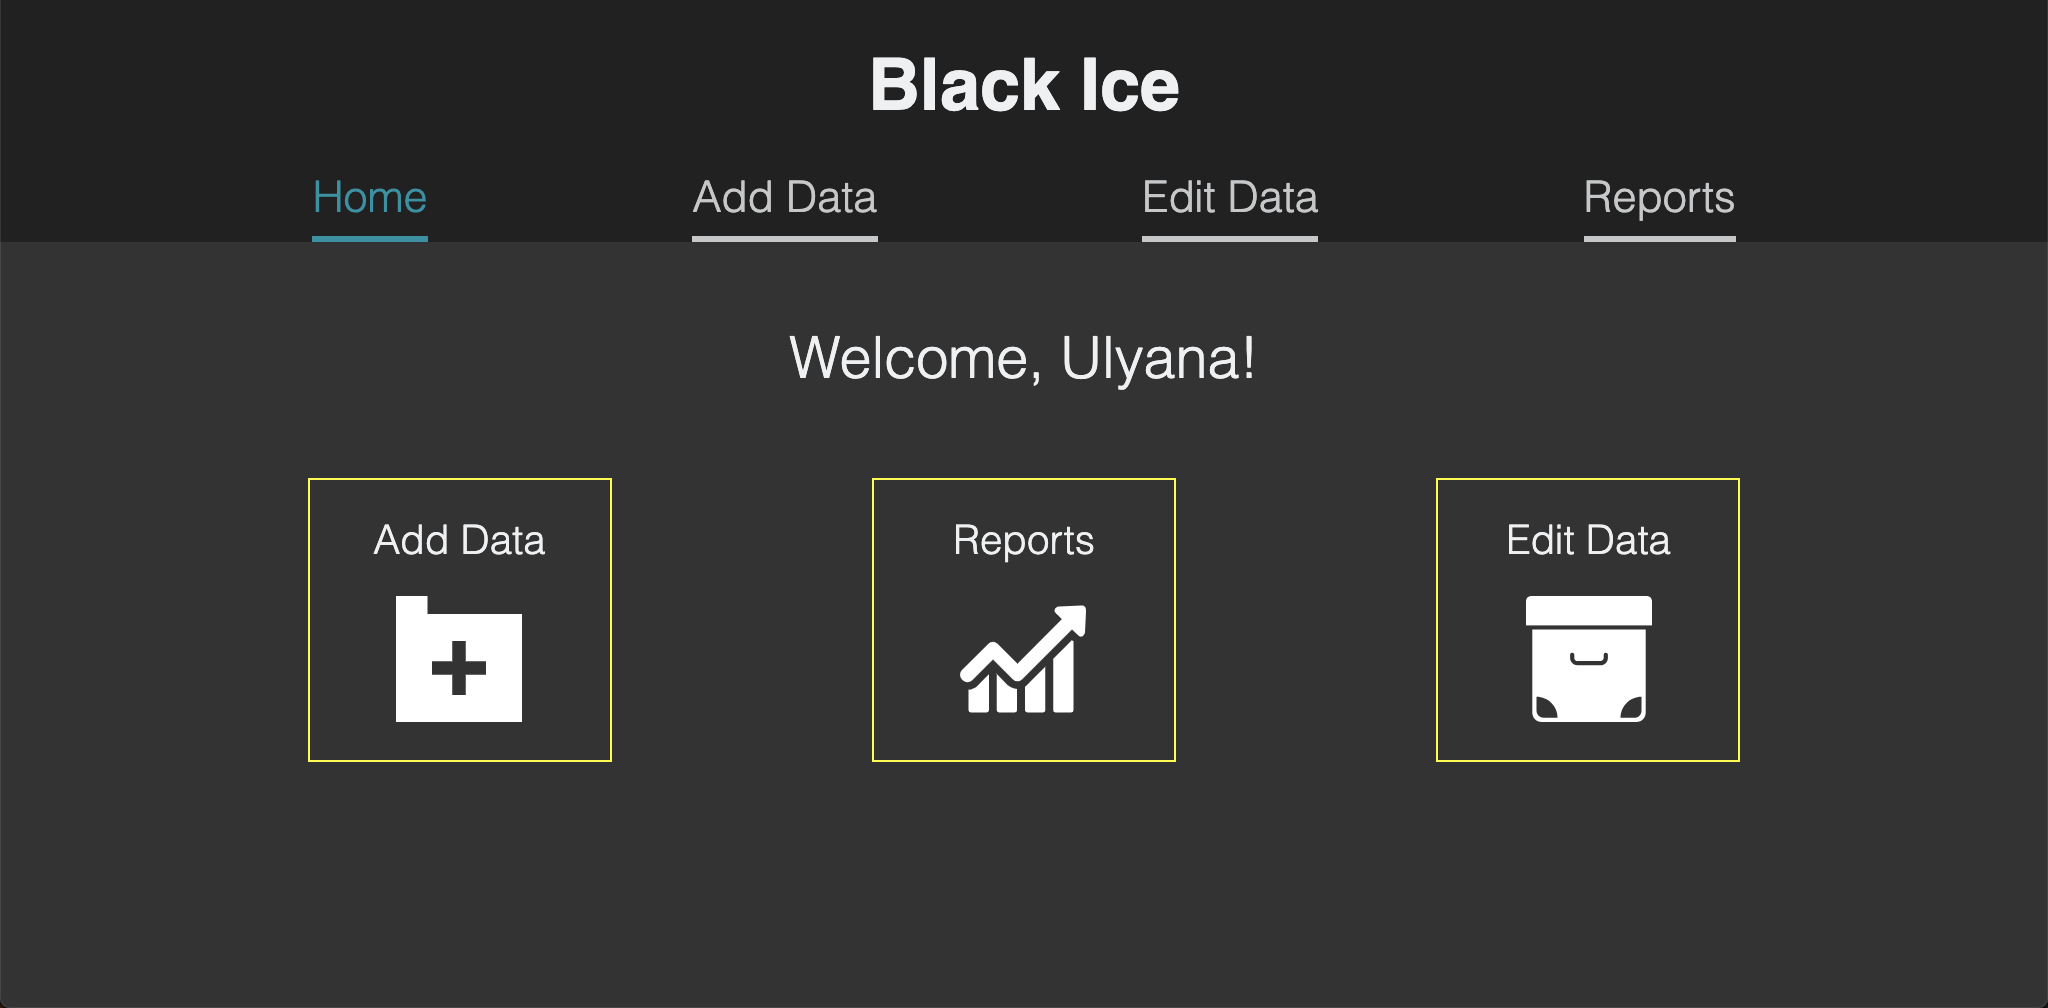 Black Ice
Home Add Data Edit Data Reports
Welcome, Ulyana!
Add Data Reports Edit Data